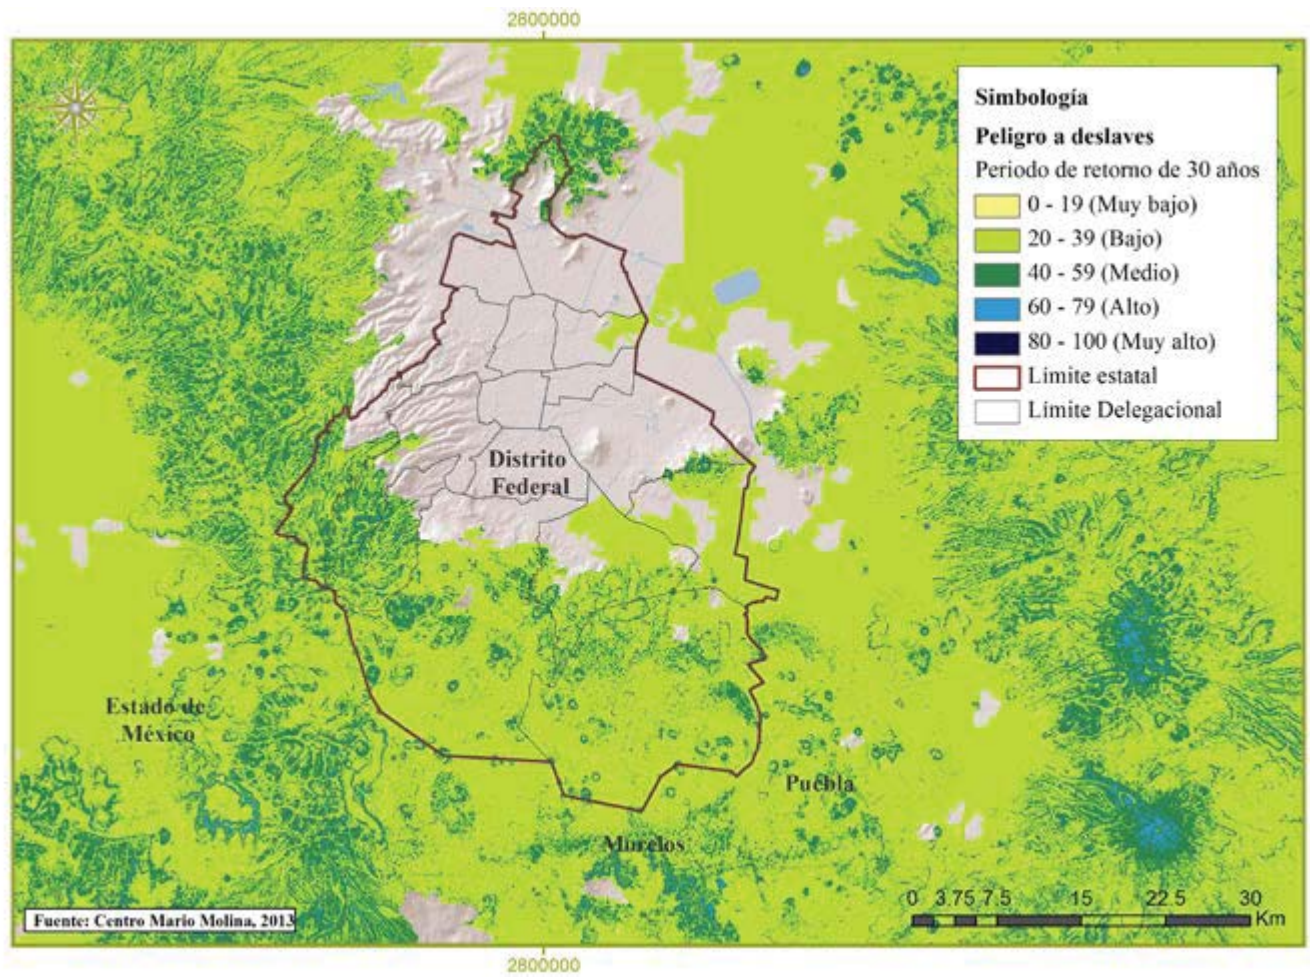 2800000
Simbología
Peligro a deslaves
Periodo de retorno de 30 años
0 - 19 (Muy bajo)
20 - 39 (Bajo)
40 - 59 (Medio)
60 - 79 (Alto)
80 - 100 (Muy alto)
Límite estatal
Límite Delegacional
Distrito
Federal
Estado de
México
Puebla
Morelos
0 3.75 7.5 15 22.5 30
Km
Fuente: Centro Mario Molina, 2013
2800000